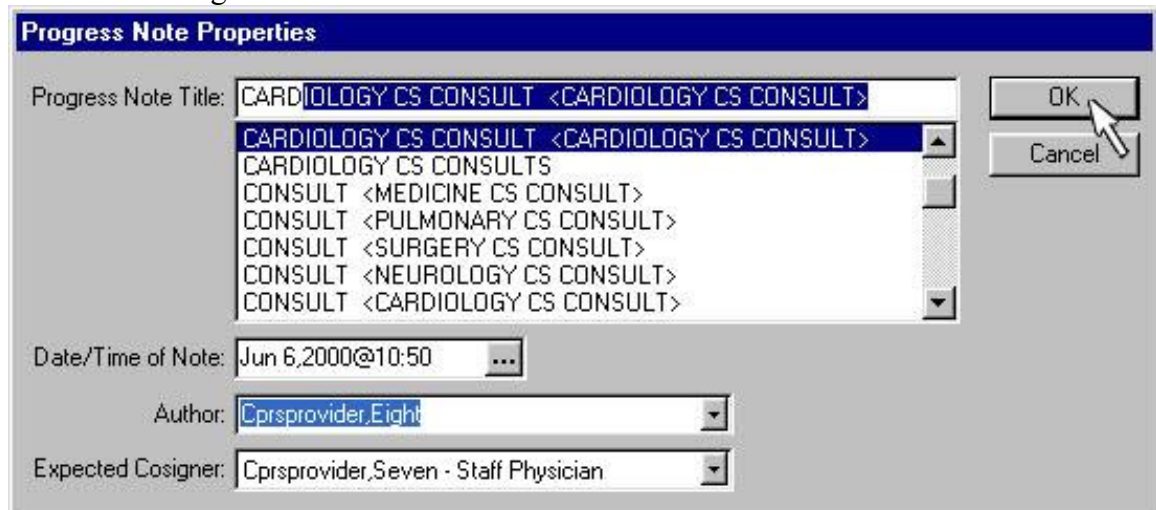 Progress Note Properties
Progress Note Title: CARDIOLOGY CS CONSULT <CARDIOLOGY CS CONSULT>
OK
CARDIOLOGY CS CONSULT <CARDIOLOGY CS CONSULT>
Cancel
CARDIOLOGY CS CONSULTS
CONSULT <MEDICINE CS CONSULT>
CONSULT <PULMONARY CS CONSULT>
CONSULT <SURGERY CS CONSULT>
CONSULT <NEUROLOGY CS CONSULT>
CONSULT <CARDIOLOGY CS CONSULT>
Date/Time of Note: Jun 6,2000@10:50 ...
Author: Cprsprovider,Eight
Expected Cosigner: Cprsprovider,Seven - Staff Physician